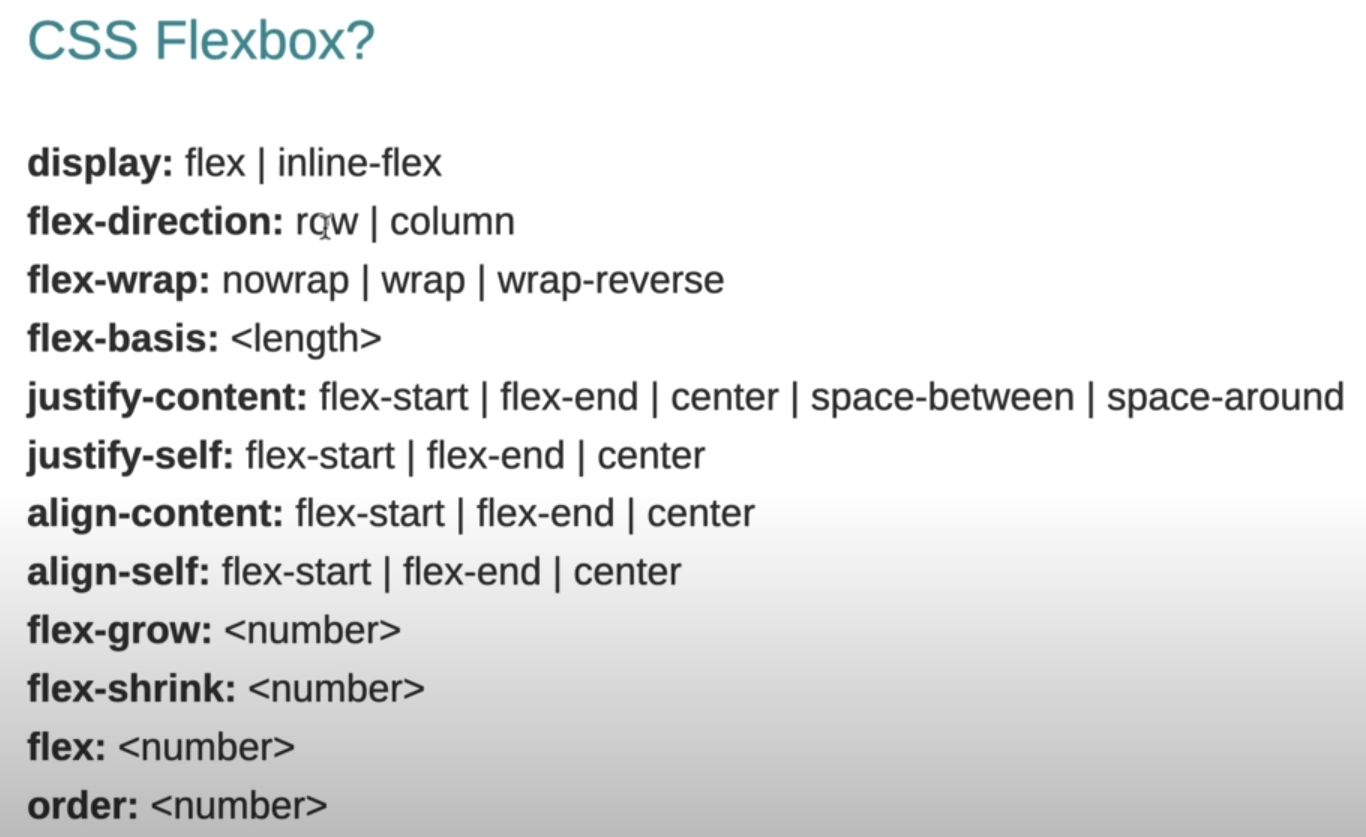 CSS Flexbox?
display: flex | inline-flex
flex-direction: row | column
flex-wrap: nowrap | wrap | wrap-reverse
flex-basis: <length>
justify-content: flex-start | flex-end | center | space-between | space-around
justify-self: flex-start | flex-end | center
align-content: flex-start | flex-end | center
align-self: flex-start | flex-end | center
flex-grow: <number>
flex-shrink: <number>
flex: <number>
order: <number>